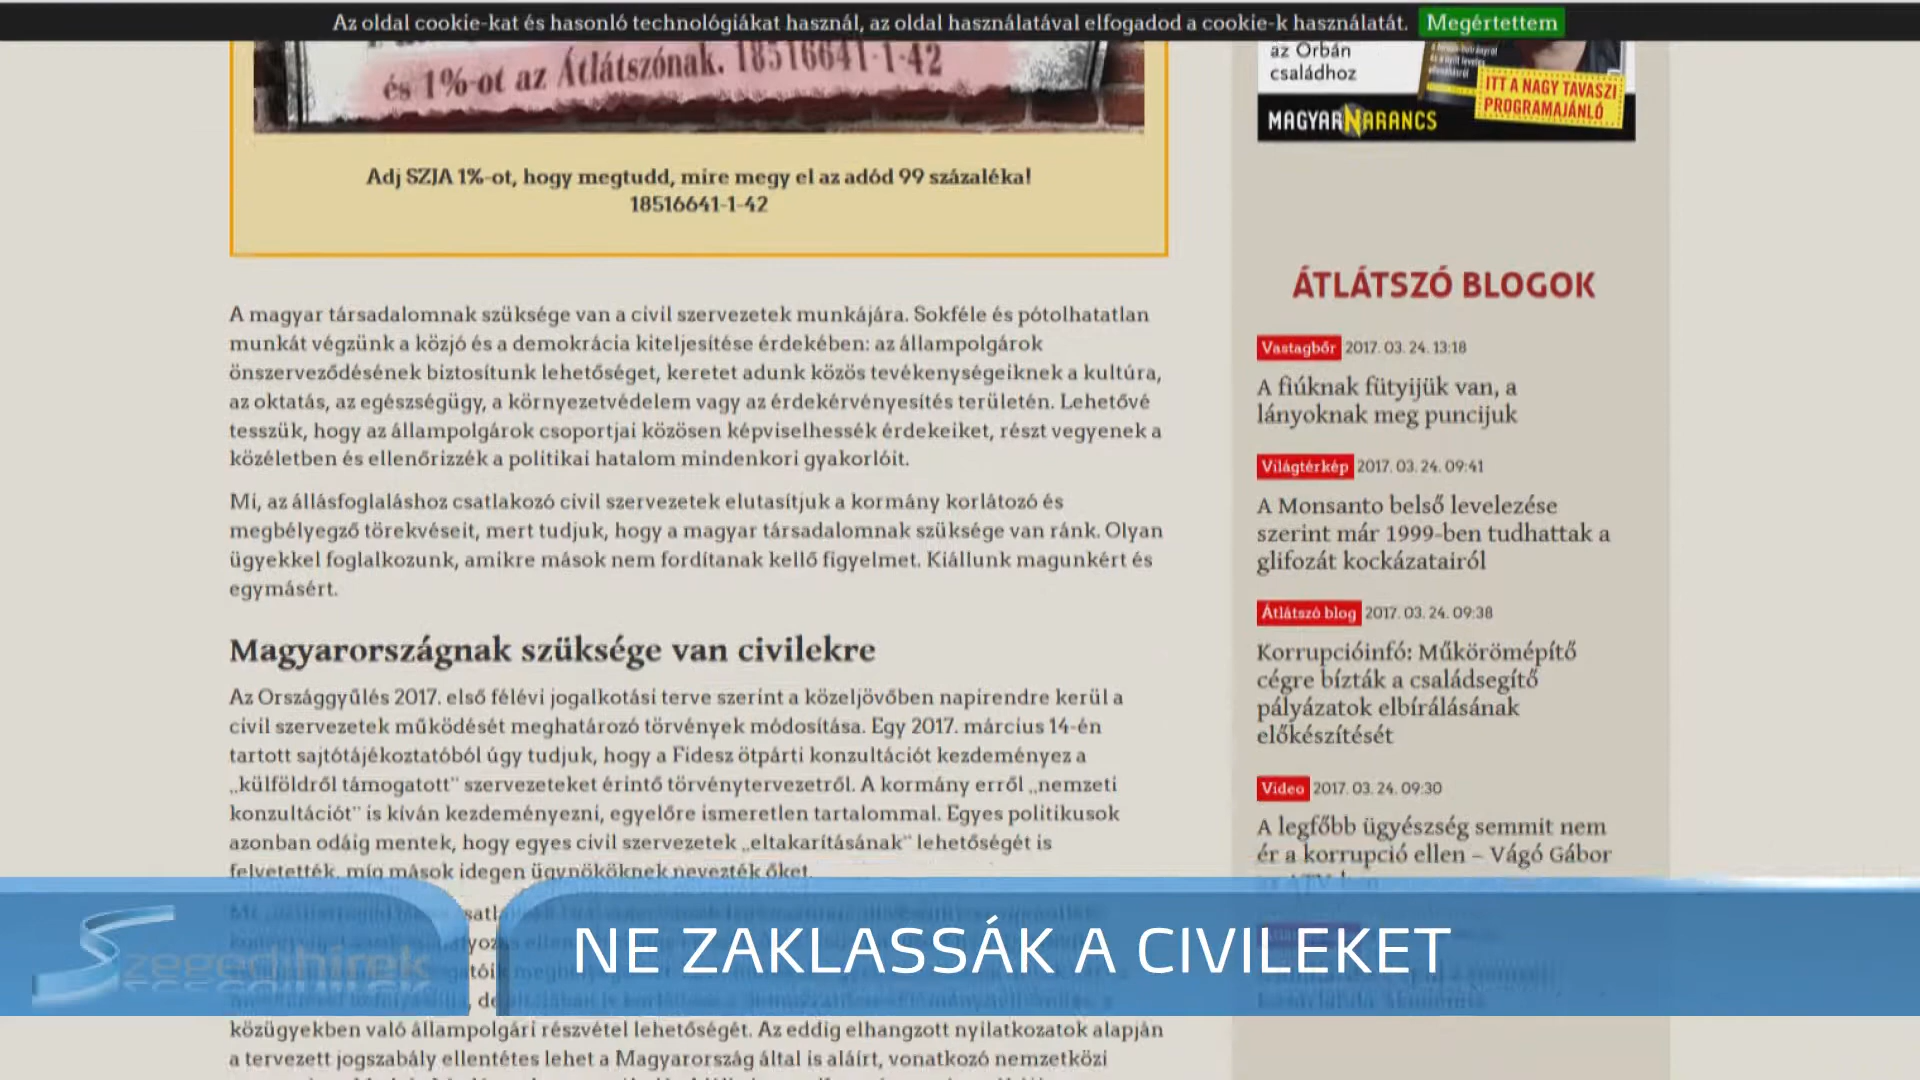 Az oldal cookie-kat és hasonló technológiákat használ, az oldal használatával elfogadod a cookie-k használatát. Megértettem
és 1%-ot az Átlátszónak. 18516641-1-42
Adj SZJA 1%-ot, hogy megtudd, mire megy el az adód 99 százaléka!
18516641-1-42
A magyar társadalomnak szüksége van a civil szervezetek munkájára. Sokféle és pótolhatatlan
munkát végzünk a közjó és a demokrácia kiteljesítése érdekében: az állampolgárok
önszerveződésének biztosítunk lehetőséget, keretet adunk közös tevékenységeiknek a kultúra,
az oktatás, az egészségügy, a környezetvédelem vagy az érdekérvényesítés területén. Lehetővé
tesszük, hogy az állampolgárok csoportjai közösen képviselhessék érdekeiket, részt vegyenek a
közéletben és ellenőrizzék a politikai hatalom mindenkori gyakorlóit.
Mi, az állásfoglaláshoz csatlakozó civil szervezetek elutasítjuk a kormány korlátozó és
megbélyegző törekvéseit, mert tudjuk, hogy a magyar társadalomnak szüksége van ránk. Olyan
ügyekkel foglalkozunk, amikre mások nem fordítanak kellő figyelmet. Kiállunk magunkért és
egymásért.
Magyarországnak szüksége van civilekre
Az Országgyűlés 2017. első félévi jogalkotási terve szerint a közeljövőben napirendre kerül a
civil szervezetek működését meghatározó törvények módosítása. Egy 2017. március 14-én
tartott sajtótájékoztatóból úgy tudjuk, hogy a Fidesz ötpárti konzultációt kezdeményez a
„külföldről támogatott" szervezeteket érintő törvénytervezetről. A kormány erről „nemzeti
konzultációt" is kíván kezdeményezni, egyelőre ismeretlen tartalommal. Egyes politikusok
azonban odáig mentek, hogy egyes civil szervezetek „eltakarításának" lehetőségét is
felvetették, míg mások idegen ügynököknek nevezték őket.
közügyekben való állampolgári részvétel lehetőségét. Az eddig elhangzott nyilatkozatok alapján
a tervezett jogszabály ellentétes lehet a Magyarország által is aláírt, vonatkozó nemzetközi
az Orbán
családhoz
ITT A NAGY TAVASZI
PROGRAMAJÁNLÓ
MAGYAR NARANCS
ÁTLÁTSZÓ BLOGOK
Vastagbőr 2017. 03. 24. 13:18
A fiúknak fütyijük van, a
lányoknak meg puncijuk
Világtérkép 2017. 03. 24. 09:41
A Monsanto belső levelezése
szerint már 1999-ben tudhattak a
glifozát kockázatairól
Átlátszó blog 2017. 03. 24. 09:38
Korrupcióinfó: Műkörömépítő
cégre bízták a családsegítő
pályázatok elbírálásának
előkészítését
Video 2017. 03. 24. 09:30
A legfőbb ügyészség semmit nem
ér a korrupció ellen – Vágó Gábor
Szegedi hírek
NE ZAKLASSÁK A CIVILEKET